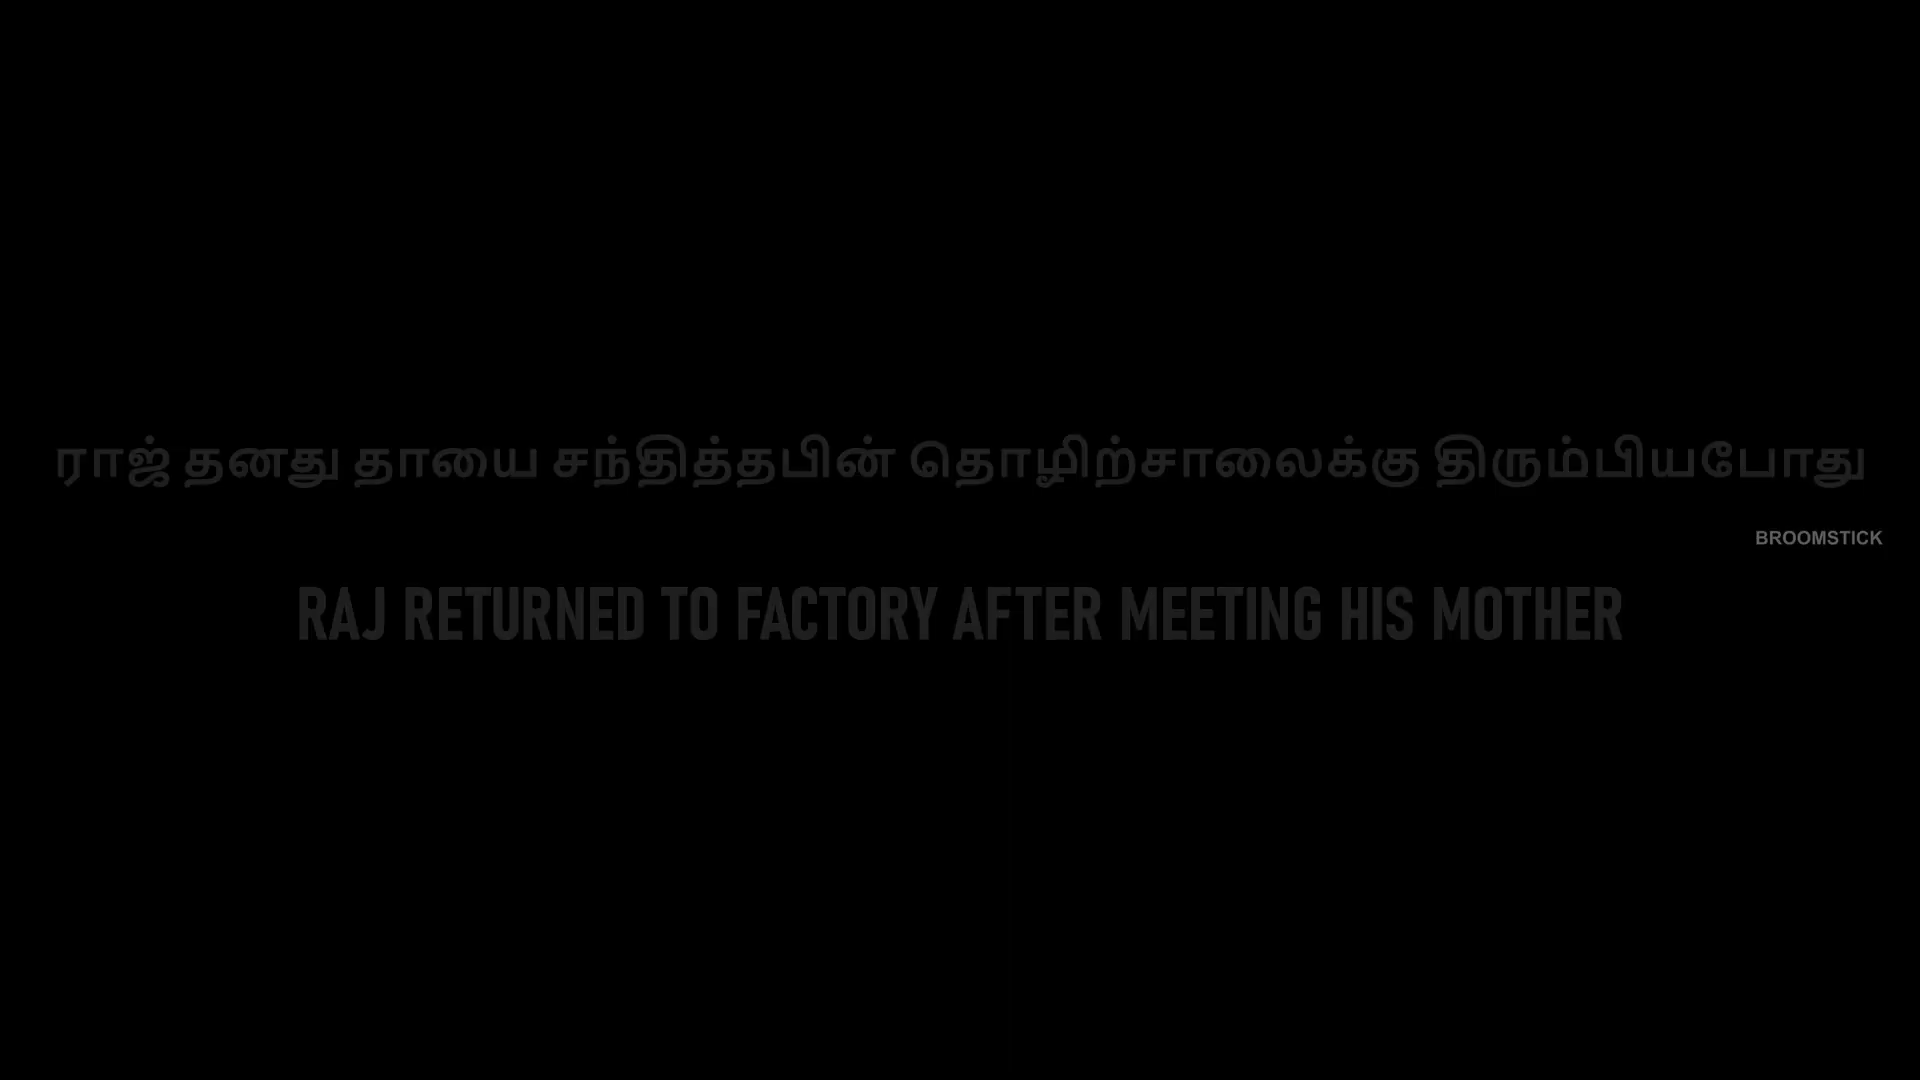 ராஜ் தனது தாயை சந்தித்தபின் தொழிற்சாலைக்கு திரும்பியபோது
BROOMSTICK
RAJ RETURNED TO FACTORY AFTER MEETING HIS MOTHER